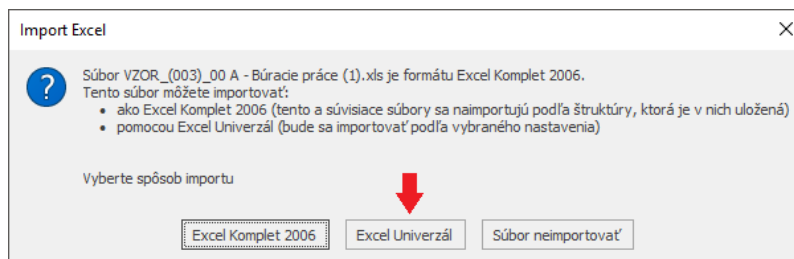 Import Excel
Súbor VZOR_(003)_00 A - Búracie práce (1).xls je formátu Excel Komplet 2006.
Tento súbor môžete importovať:
• ako Excel Komplet 2006 (tento a súvisiace súbory sa naimportujú podľa štruktúry, ktorá je v nich uložená)
• pomocou Excel Univerzál (bude sa importovať podľa vybraného nastavenia)
Vyberte spôsob importu
Excel Komplet 2006 Excel Univerzál Súbor neimportovať